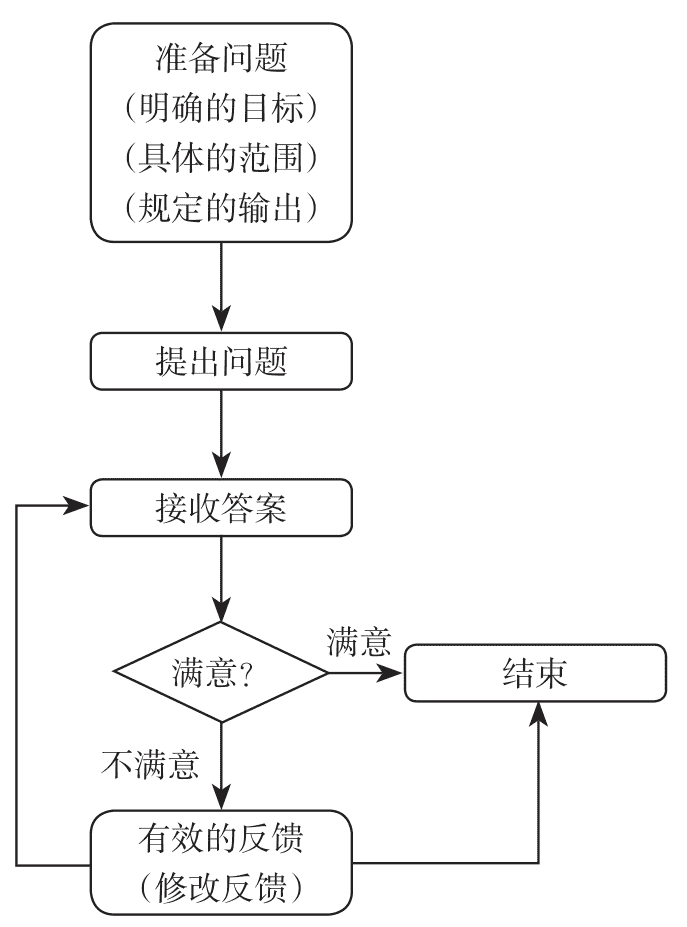 准备问题
（明确的目标）
（具体的范围）
（规定的输出）
提出问题
接收答案
满意？
满意
结束
不满意
有效的反馈
（修改反馈）